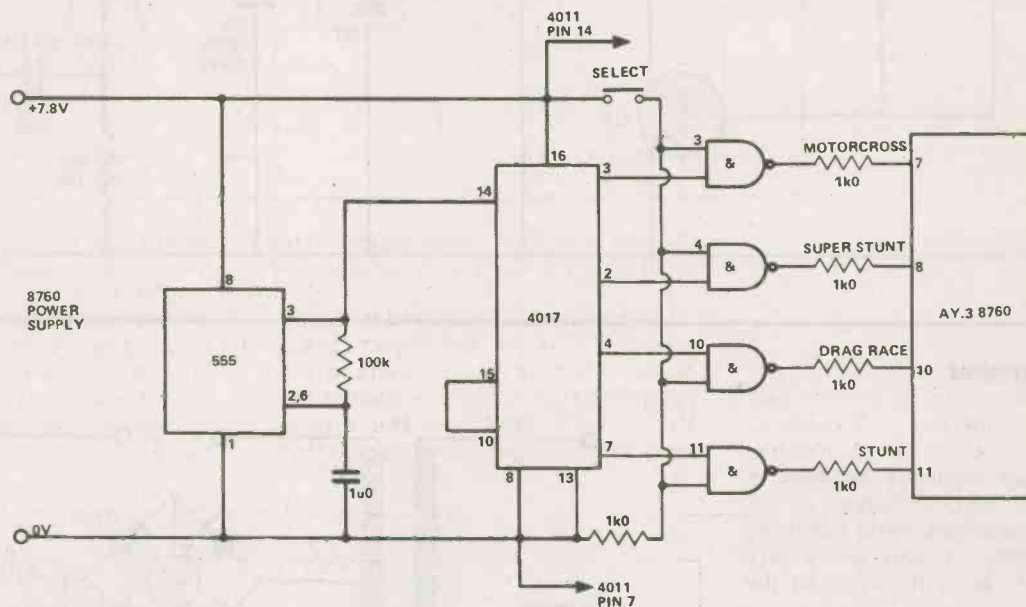 4011
PIN 14
SELECT
+7.8V
16
3
MOTORCROSS
7
3
1k0
14
4
SUPER STUNT
8
2
1k0
8
8760
POWER
SUPPLY
3
4017
AY.3 8760
555
100k
4
10
DRAG RACE
10
1k0
15
2,6
10
7
11
STUNT
11
1
8
13
1k0
1u0
1k0
0V
4011
PIN 7
&
&
&
&